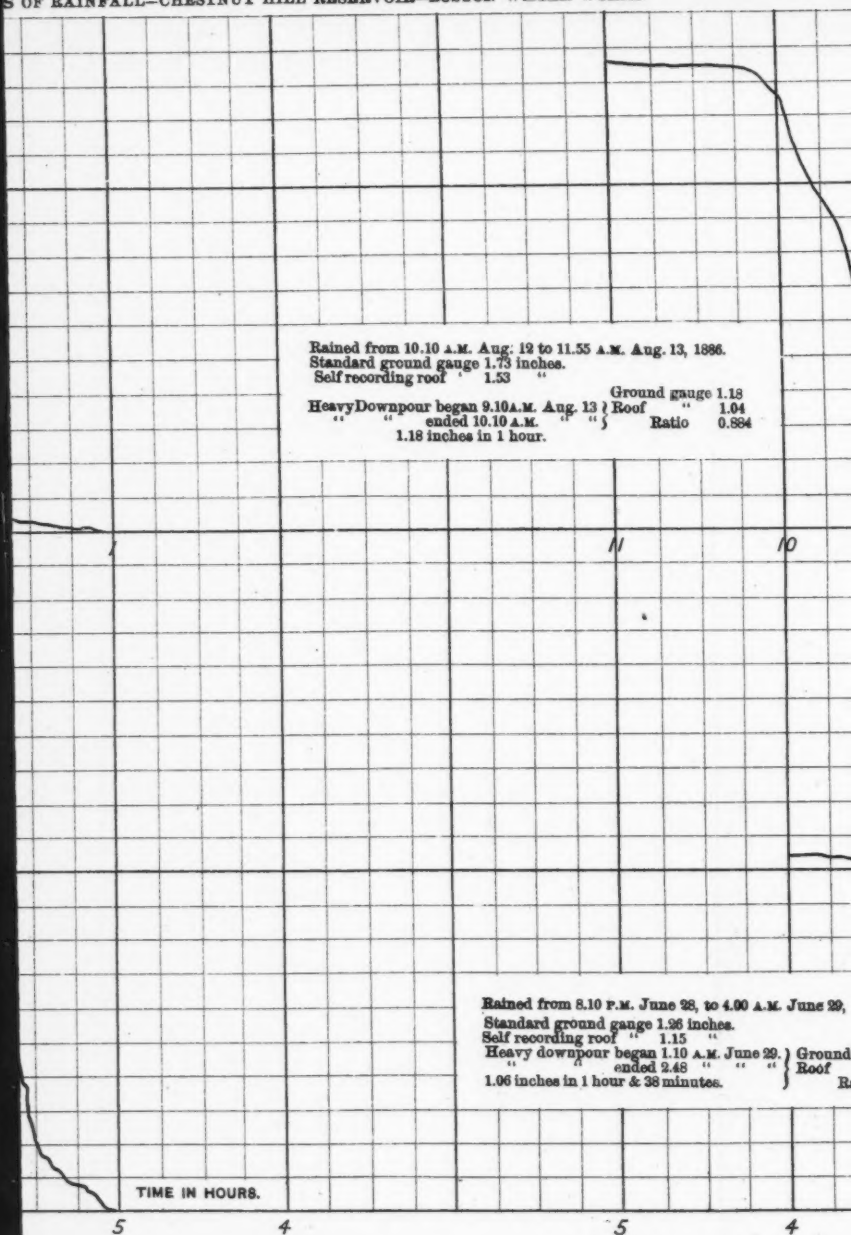 S OF RAINFALL—CHESTNUT HILL RESERVOIR—BOSTON
Rained from 10.10 A.M. Aug. 12 to 11.55 A.M. Aug. 13, 1886.
Standard ground gauge 1.73 inches.
Self recording roof " 1.53 "
Ground gauge 1.18
Heavy Downpour began 9.10 A.M. Aug. 13 } Roof " 1.04
" " ended 10.10 A.M. " " } Ratio 0.884
1.18 inches in 1 hour.
1 11 10
Rained from 8.10 P.M. June 28, to 4.00 A.M. June 29,
Standard ground gauge 1.26 inches.
Self recording roof " 1.15 "
Heavy downpour began 1.10 A.M. June 29. } Ground
" " ended 2.48 " " " } Roof
1.06 inches in 1 hour & 38 minutes. } Ra
TIME IN HOURS.
5 4 5 4